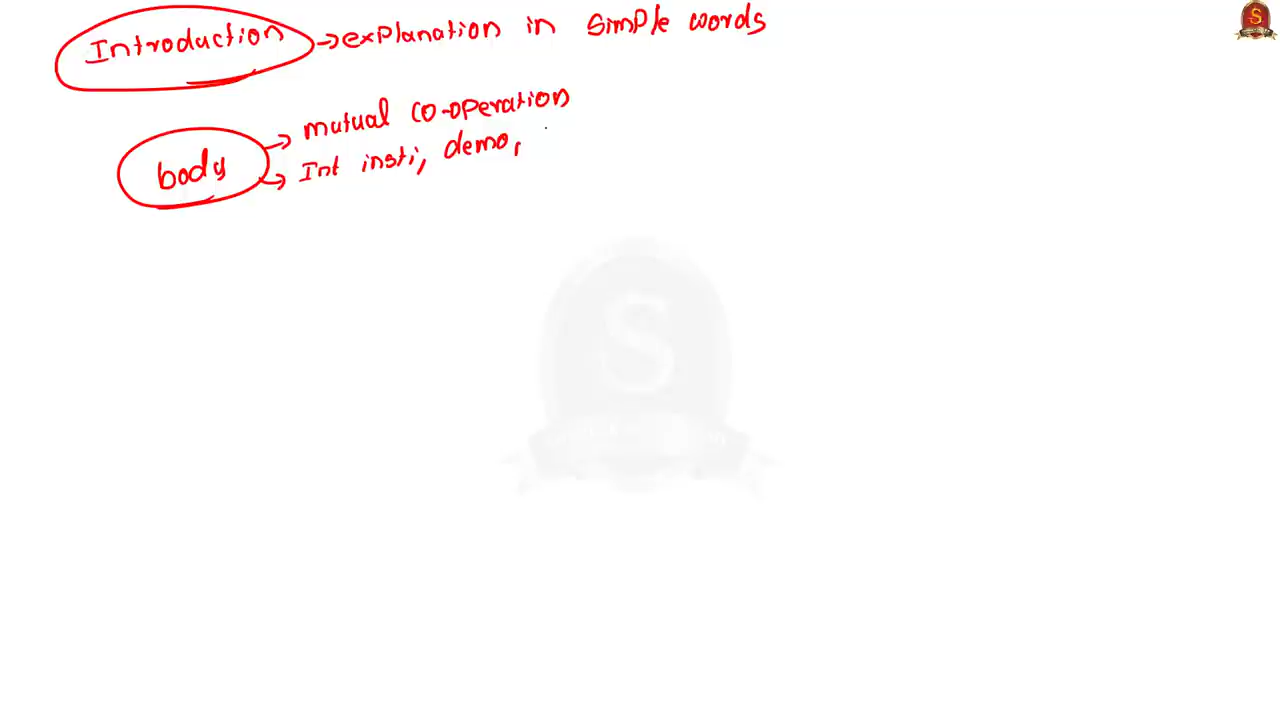 Introduction → explanation in simple words
body → mutual co-operation
→ Int insti, demo,